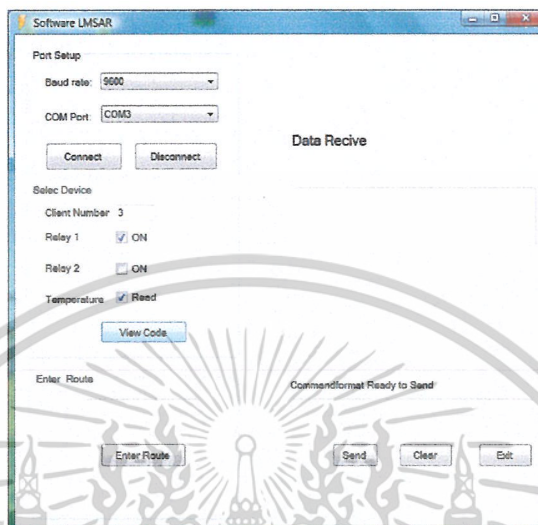 Software LMSAR
Port Setup
Baud rate: 9600
COM Port: COM3
Connect Disconnect
Data Recive
Selec Device
Client Number 3
Relay 1 ON
Relay 2 ON
Temperature Read
View Code
Enter Route
Commandformat Ready to Send
Enter Route Send Clear Exit